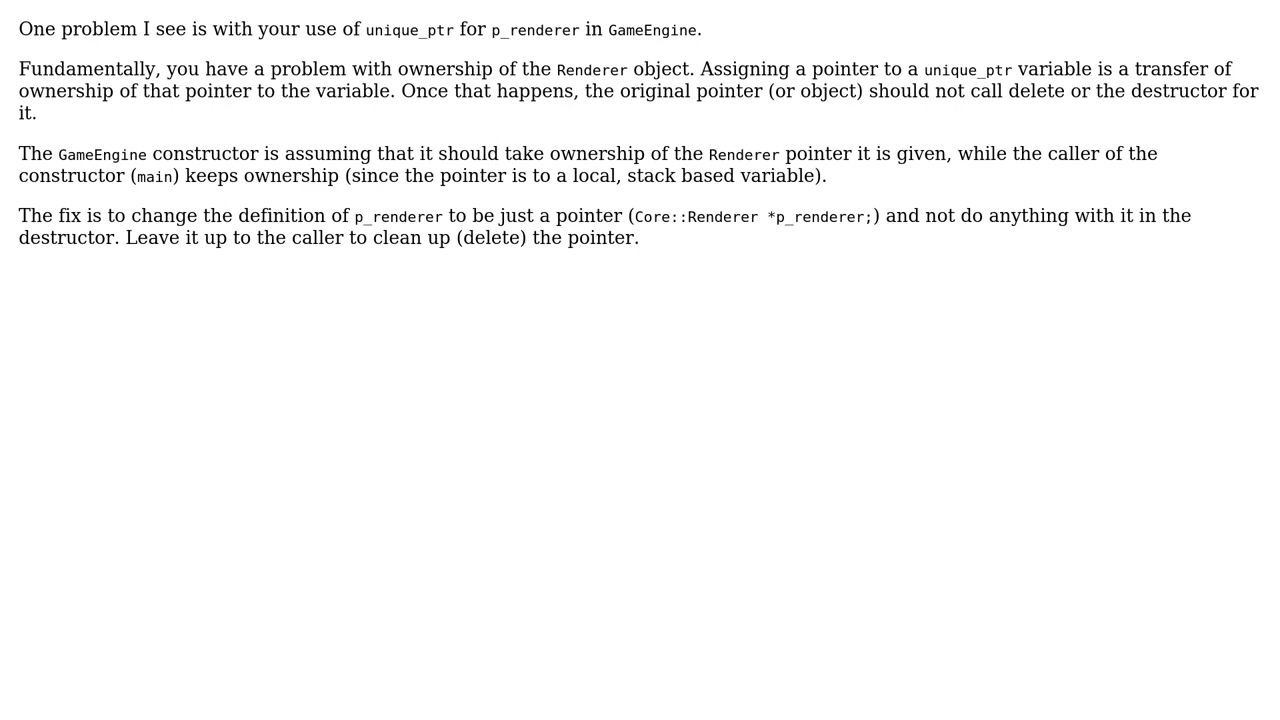 One problem I see is with your use of unique_ptr for p_renderer in GameEngine.
Fundamentally, you have a problem with ownership of the Renderer object. Assigning a pointer to a unique_ptr variable is a transfer of
ownership of that pointer to the variable. Once that happens, the original pointer (or object) should not call delete or the destructor for
it.
The GameEngine constructor is assuming that it should take ownership of the Renderer pointer it is given, while the caller of the
constructor (main) keeps ownership (since the pointer is to a local, stack based variable).
The fix is to change the definition of p_renderer to be just a pointer (Core::Renderer *p_renderer;) and not do anything with it in the
destructor. Leave it up to the caller to clean up (delete) the pointer.